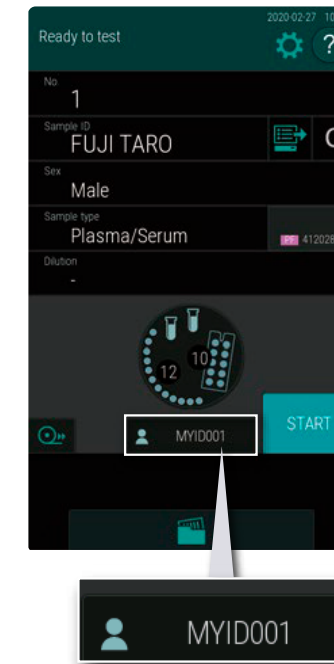 2020-02-27 10
Ready to test
?
No.
1
Sample ID
FUJI TARO
Sex
Male
Sample type
Plasma/Serum
PF 412028
Dilution
-
12
10
MYID001
START
MYID001